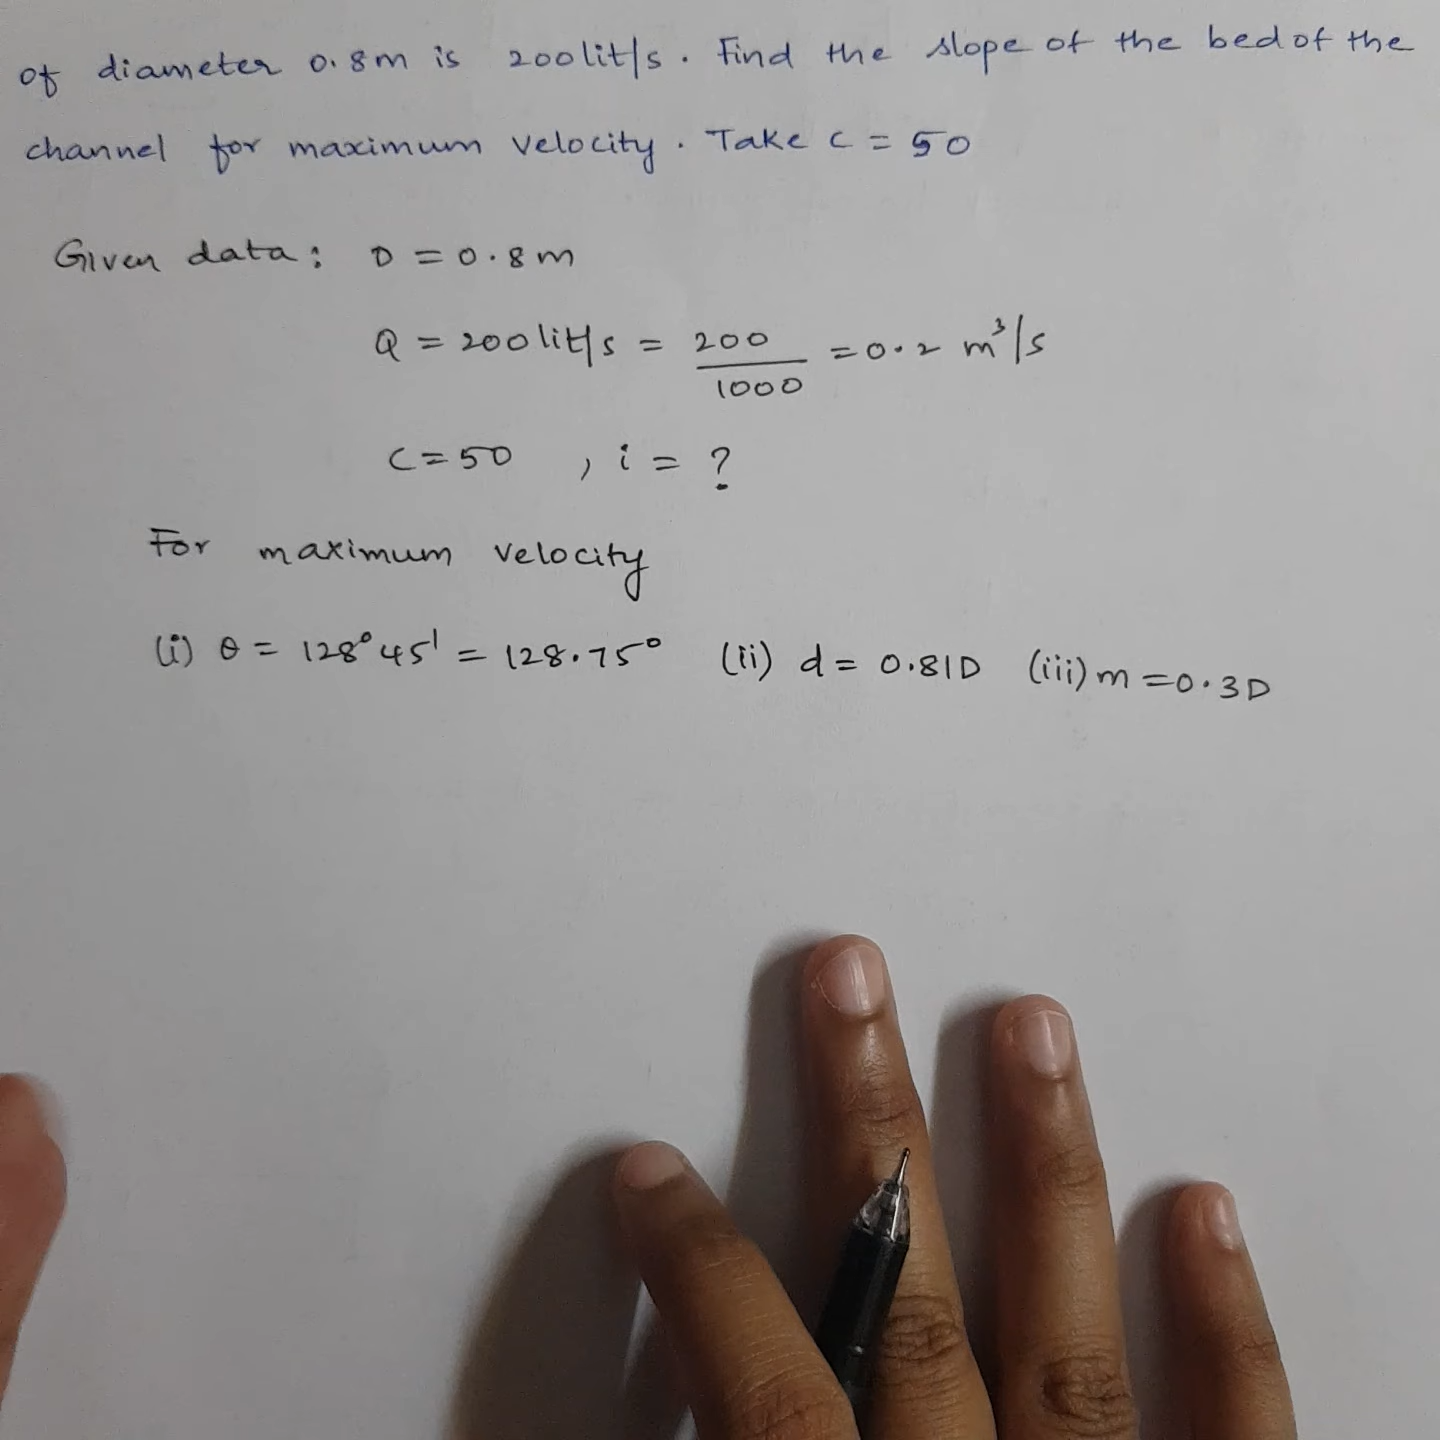 of diameter 0.8m is 200lit/s. Find the slope of the bed of the
channel for maximum velocity. Take C = 50
Given data: D = 0.8m
Q = 200lit/s = 200/1000 = 0.2 m³/s
C = 50 , i = ?
For maximum velocity
(i) θ = 128°45' = 128.75° (ii) d = 0.81D (iii) m = 0.3D